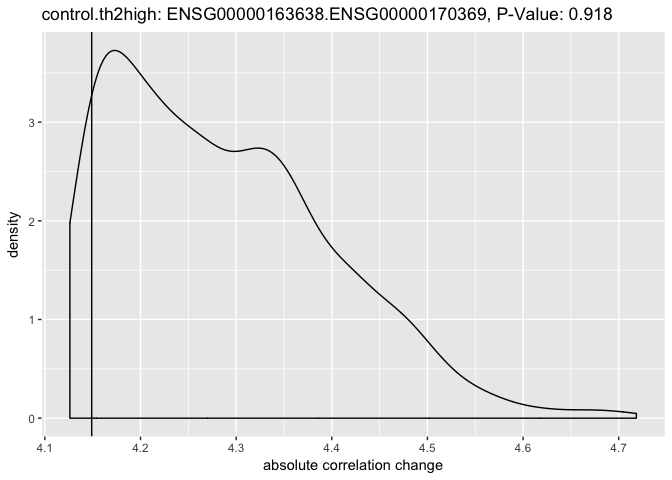 control.th2high: ENSG00000163638.ENSG00000170369, P-Value: 0.918
density
3
2
1
0
4.1 4.2 4.3 4.4 4.5 4.6 4.7
absolute correlation change